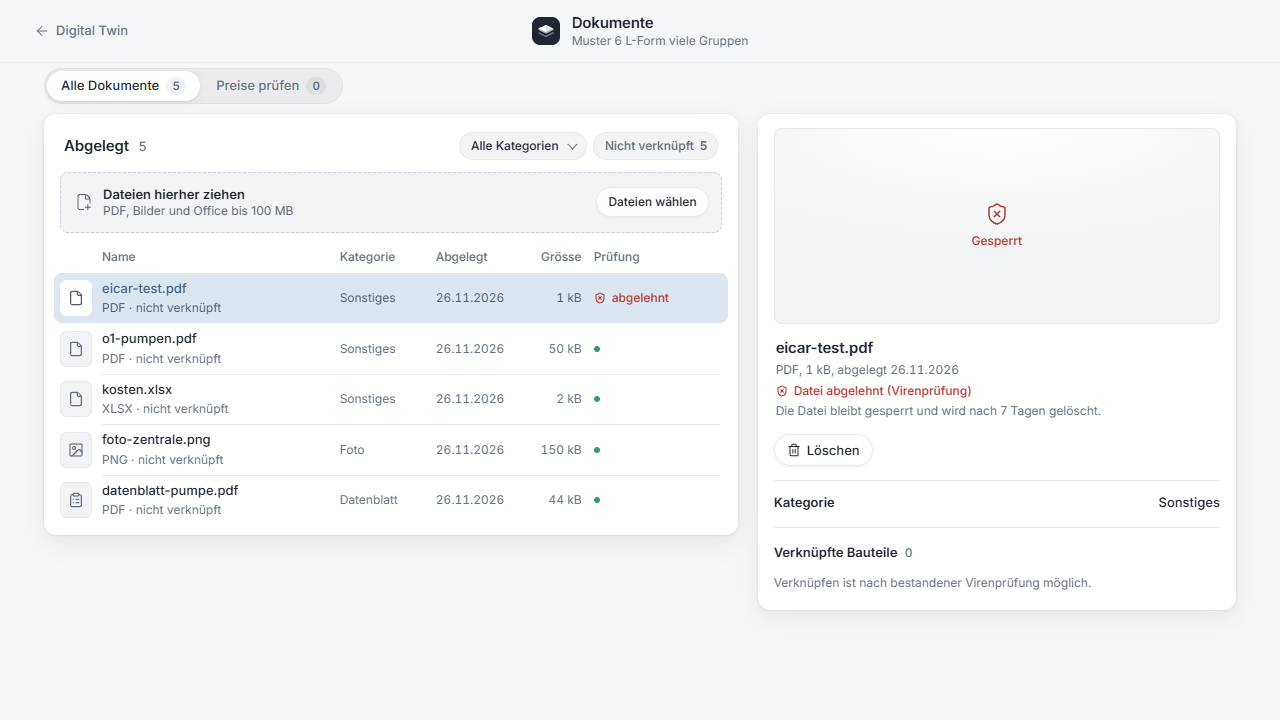 Digital Twin
Dokumente
Muster 6 L-Form viele Gruppen
Alle Dokumente 5
Preise prüfen 0
Abgelegt 5
Alle Kategorien
Nicht verknüpft 5
Dateien hierher ziehen
PDF, Bilder und Office bis 100 MB
Dateien wählen
Name Kategorie Abgelegt Grösse Prüfung
eicar-test.pdf
PDF · nicht verknüpft
Sonstiges 26.11.2026 1 kB abgelehnt
o1-pumpen.pdf
PDF · nicht verknüpft
Sonstiges 26.11.2026 50 kB
kosten.xlsx
XLSX · nicht verknüpft
Sonstiges 26.11.2026 2 kB
foto-zentrale.png
PNG · nicht verknüpft
Foto 26.11.2026 150 kB
datenblatt-pumpe.pdf
PDF · nicht verknüpft
Datenblatt 26.11.2026 44 kB
Gesperrt
eicar-test.pdf
PDF, 1 kB, abgelegt 26.11.2026
Datei abgelehnt (Virenprüfung)
Die Datei bleibt gesperrt und wird nach 7 Tagen gelöscht.
Löschen
Kategorie Sonstiges
Verknüpfte Bauteile 0
Verknüpfen ist nach bestandener Virenprüfung möglich.